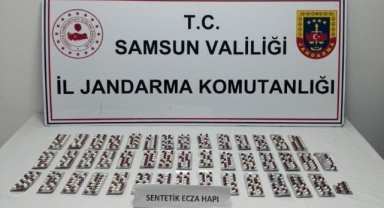 T.C.
SAMSUN VALİLİĞİ
İL JANDARMA KOMUTANLIĞI
SENTETİK ECZA HAPI